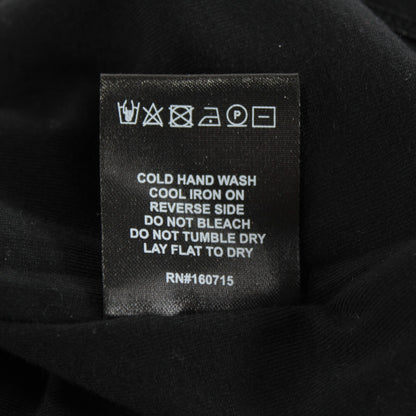 P
COLD HAND WASH
COOL IRON ON
REVERSE SIDE
DO NOT BLEACH
DO NOT TUMBLE DRY
LAY FLAT TO DRY
RN#160715